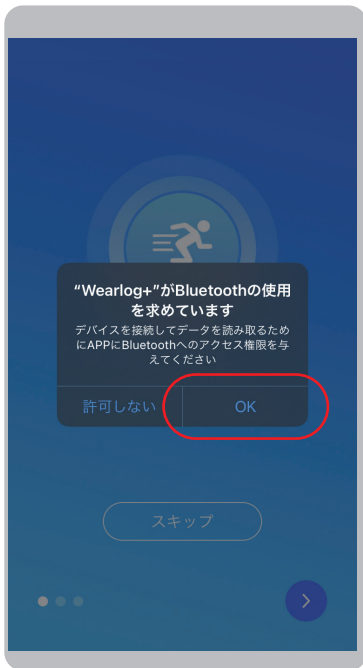 “Wearlog+”がBluetoothの使用
を求めています
デバイスを接続してデータを読み取るため
にAPPにBluetoothへのアクセス権限を与
えてください
許可しない
OK
スキップ